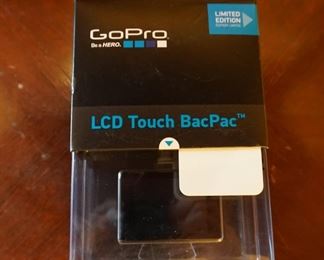 GoPro
Be a HERO.
LIMITED
EDITION
LCD Touch BacPac™